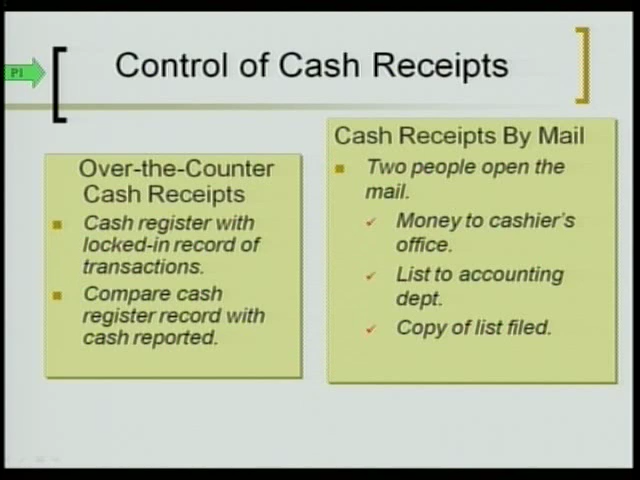 P1
Control of Cash Receipts
Over-the-Counter
Cash Receipts
Cash register with
locked-in record of
transactions.
Compare cash
register record with
cash reported.
Cash Receipts By Mail
Two people open the
mail.
Money to cashier's
office.
List to accounting
dept.
Copy of list filed.